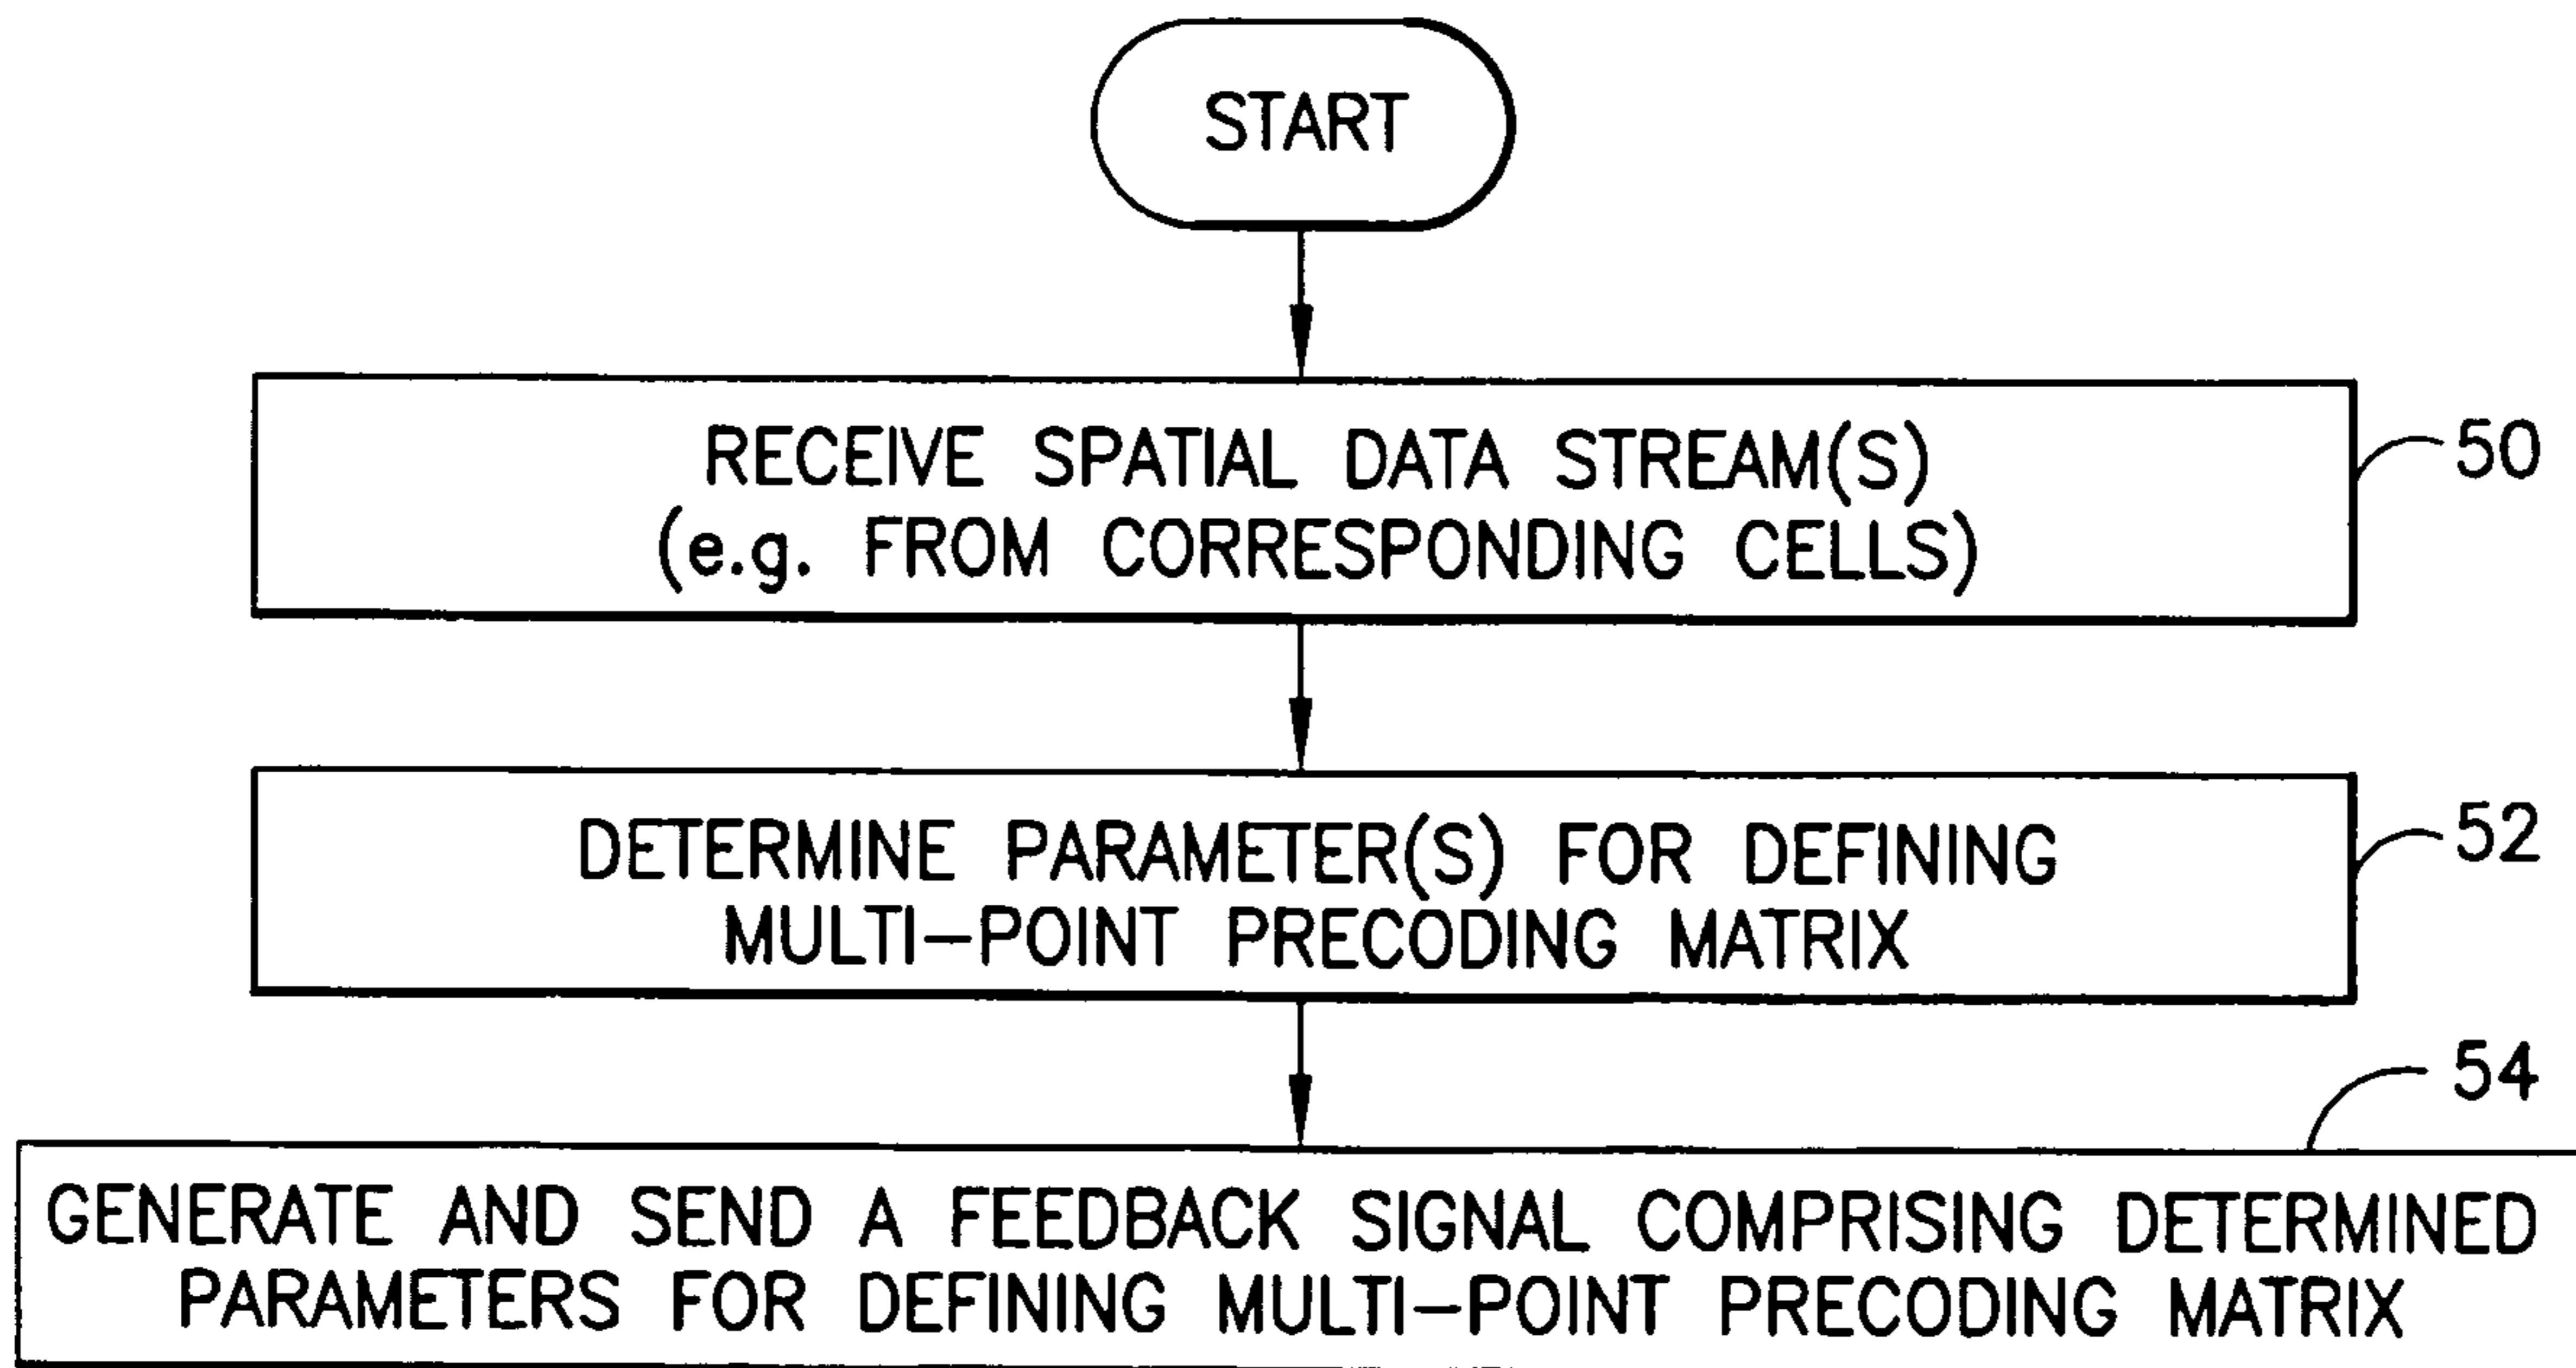 START
RECEIVE SPATIAL DATA STREAM(S)
(e.g. FROM CORRESPONDING CELLS)
50
DETERMINE PARAMETER(S) FOR DEFINING
MULTI-POINT PRECODING MATRIX
52
54
GENERATE AND SEND A FEEDBACK SIGNAL COMPRISING DETERMINED
PARAMETERS FOR DEFINING MULTI-POINT PRECODING MATRIX